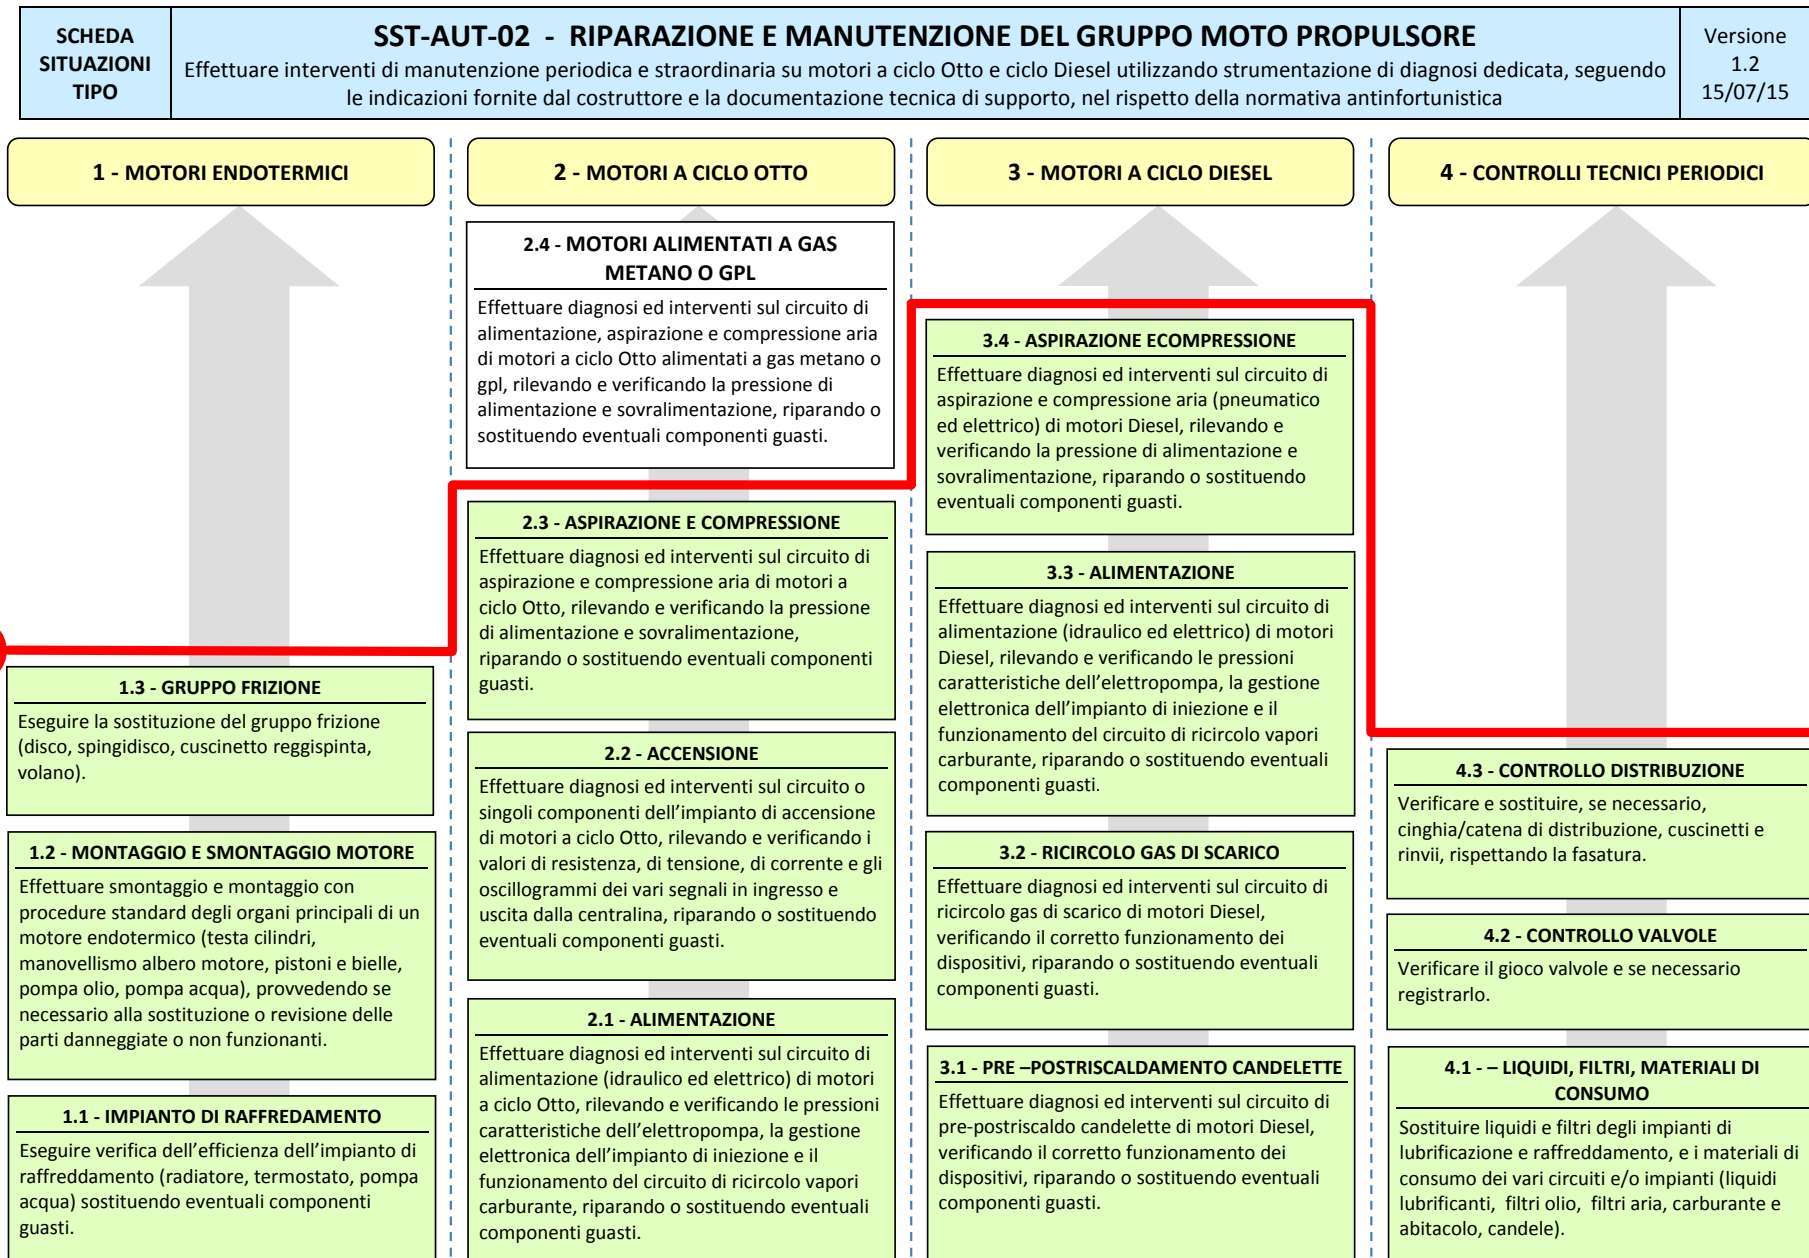 SCHEDA
SITUAZIONI
TIPO
SST-AUT-02 - RIPARAZIONE E MANUTENZIONE DEL GRUPPO MOTO PROPULSORE
Effettuare interventi di manutenzione periodica e straordinaria su motori a ciclo Otto e ciclo Diesel utilizzando strumentazione di diagnosi dedicata, seguendo
le indicazioni fornite dal costruttore e la documentazione tecnica di supporto, nel rispetto della normativa antinfortunistica
Versione
1.2
15/07/15
1 - MOTORI ENDOTERMICI
1.3 - GRUPPO FRIZIONE
Eseguire la sostituzione del gruppo frizione
(disco, spingidisco, cuscinetto reggispinta,
volano).
1.2 - MONTAGGIO E SMONTAGGIO MOTORE
Effettuare smontaggio e montaggio con
procedure standard degli organi principali di un
motore endotermico (testa cilindri,
manovellismo albero motore, pistoni e bielle,
pompa olio, pompa acqua), provvedendo se
necessario alla sostituzione o revisione delle
parti danneggiate o non funzionanti.
1.1 - IMPIANTO DI RAFFREDAMENTO
Eseguire verifica dell'efficienza dell'impianto di
raffreddamento (radiatore, termostato, pompa
acqua) sostituendo eventuali componenti
guasti.
2 - MOTORI A CICLO OTTO
2.4 - MOTORI ALIMENTATI A GAS
METANO O GPL
Effettuare diagnosi ed interventi sul circuito di
alimentazione, aspirazione e compressione aria
di motori a ciclo Otto alimentati a gas metano o
gpl, rilevando e verificando la pressione di
alimentazione e sovralimentazione, riparando o
sostituendo eventuali componenti guasti.
2.3 - ASPIRAZIONE E COMPRESSIONE
Effettuare diagnosi ed interventi sul circuito di
aspirazione e compressione aria di motori a
ciclo Otto, rilevando e verificando la pressione
di alimentazione e sovralimentazione,
riparando o sostituendo eventuali componenti
guasti.
2.2 - ACCENSIONE
Effettuare diagnosi ed interventi sul circuito o
singoli componenti dell'impianto di accensione
di motori a ciclo Otto, rilevando e verificando i
valori di resistenza, di tensione, di corrente e gli
oscillogrammi dei vari segnali in ingresso e
uscita dalla centralina, riparando o sostituendo
eventuali componenti guasti.
2.1 - ALIMENTAZIONE
Effettuare diagnosi ed interventi sul circuito di
alimentazione (idraulico ed elettrico) di motori
a ciclo Otto, rilevando e verificando le pressioni
caratteristiche dell'elettropompa, la gestione
elettronica dell'impianto di iniezione e il
funzionamento del circuito di ricircolo vapori
carburante, riparando o sostituendo eventuali
componenti guasti.
3 - MOTORI A CICLO DIESEL
3.4 - ASPIRAZIONE ECOMPRESSIONE
Effettuare diagnosi ed interventi sul circuito di
aspirazione e compressione aria (pneumatico
ed elettrico) di motori Diesel, rilevando e
verificando la pressione di alimentazione e
sovralimentazione, riparando o sostituendo
eventuali componenti guasti.
3.3 - ALIMENTAZIONE
Effettuare diagnosi ed interventi sul circuito di
alimentazione (idraulico ed elettrico) di motori
Diesel, rilevando e verificando le pressioni
caratteristiche dell'elettropompa, la gestione
elettronica dell'impianto di iniezione e il
funzionamento del circuito di ricircolo vapori
carburante, riparando o sostituendo eventuali
componenti guasti.
3.2 - RICIRCOLO GAS DI SCARICO
Effettuare diagnosi ed interventi sul circuito di
ricircolo gas di scarico di motori Diesel,
verificando il corretto funzionamento dei
dispositivi, riparando o sostituendo eventuali
componenti guasti.
3.1 - PRE –POSTRISCALDAMENTO CANDELETTE
Effettuare diagnosi ed interventi sul circuito di
pre-postriscaldo candelette di motori Diesel,
verificando il corretto funzionamento dei
dispositivi, riparando o sostituendo eventuali
componenti guasti.
4 - CONTROLLI TECNICI PERIODICI
4.3 - CONTROLLO DISTRIBUZIONE
Verificare e sostituire, se necessario,
cinghia/catena di distribuzione, cuscinetti e
rinvii, rispettando la fasatura.
4.2 - CONTROLLO VALVOLE
Verificare il gioco valvole e se necessario
registrarlo.
4.1 - – LIQUIDI, FILTRI, MATERIALI DI
CONSUMO
Sostituire liquidi e filtri degli impianti di
lubrificazione e raffreddamento, e i materiali di
consumo dei vari circuiti e/o impianti (liquidi
lubrificanti, filtri olio, filtri aria, carburante e
abitacolo, candele).